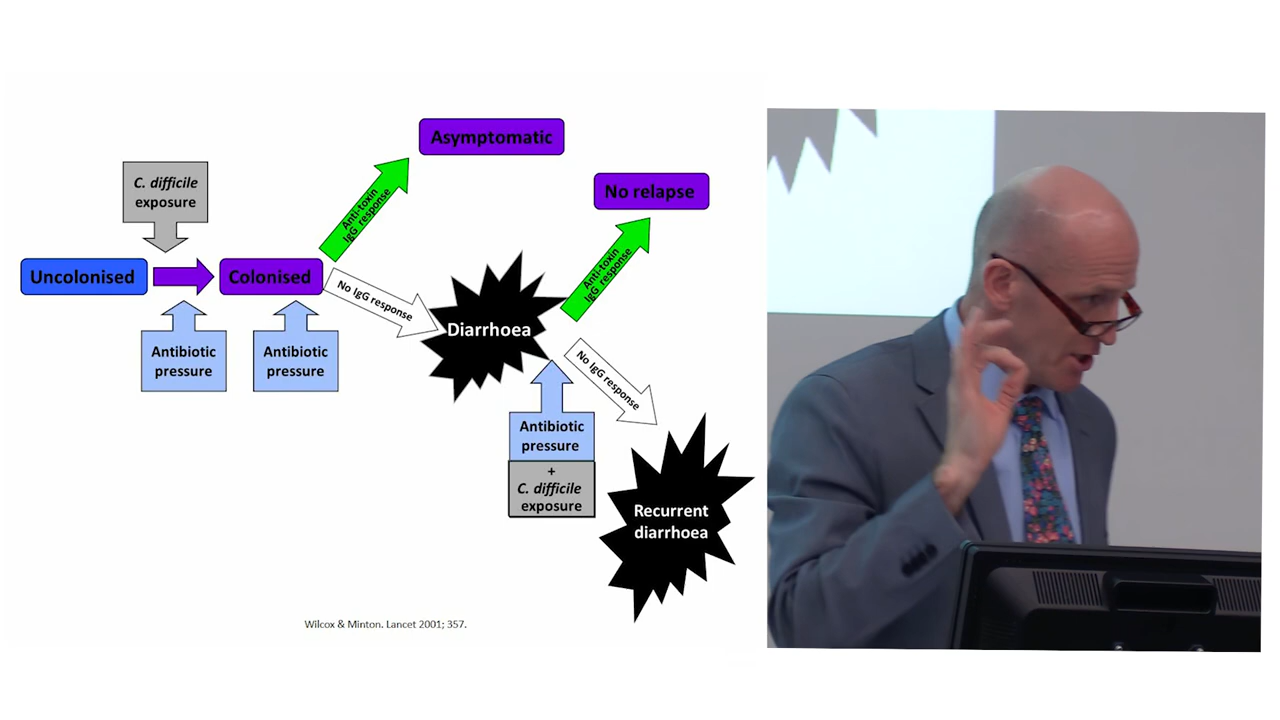 Asymptomatic
C. difficile
exposure
No relapse
Anti-toxin
IgG response
Uncolonised
Colonised
Anti-toxin
IgG response
No IgG response
Diarrhoea
Antibiotic
pressure
Antibiotic
pressure
No IgG response
Antibiotic
pressure
+
C. difficile
exposure
Recurrent
diarrhoea
Wilcox & Minton. Lancet 2001; 357.